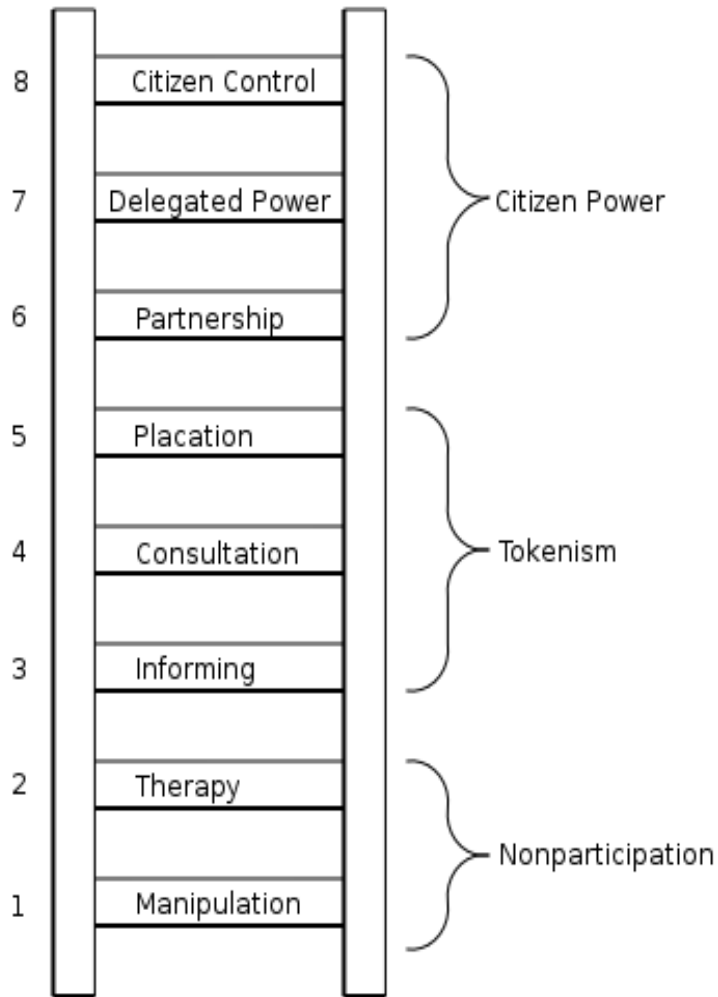 8 Citizen Control
7 Delegated Power
Citizen Power
6 Partnership
5 Placation
4 Consultation
Tokenism
3 Informing
2 Therapy
Nonparticipation
1 Manipulation